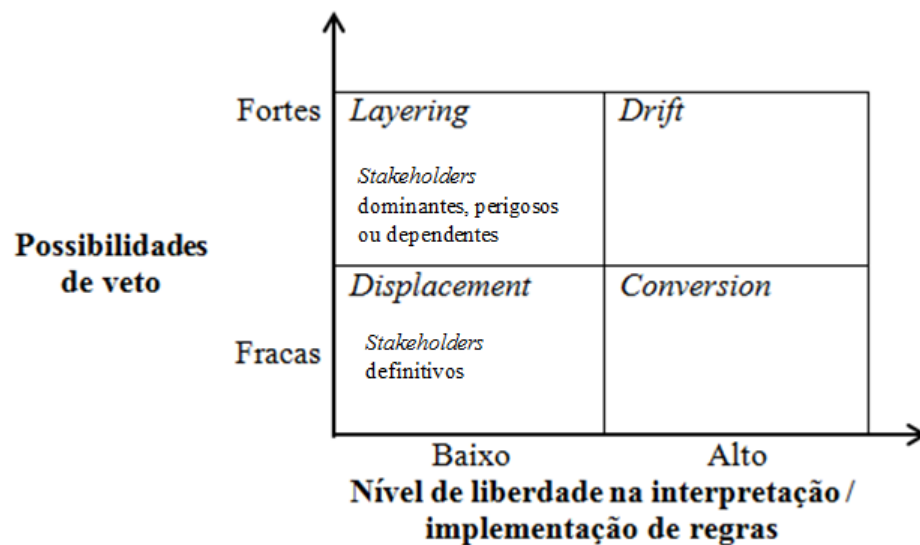 Fortes
Layering
Drift
Stakeholders
dominantes, perigosos
ou dependentes
Possibilidades
de veto
Displacement
Conversion
Fracas
Stakeholders
definitivos
Baixo
Alto
Nível de liberdade na interpretação /
implementação de regras